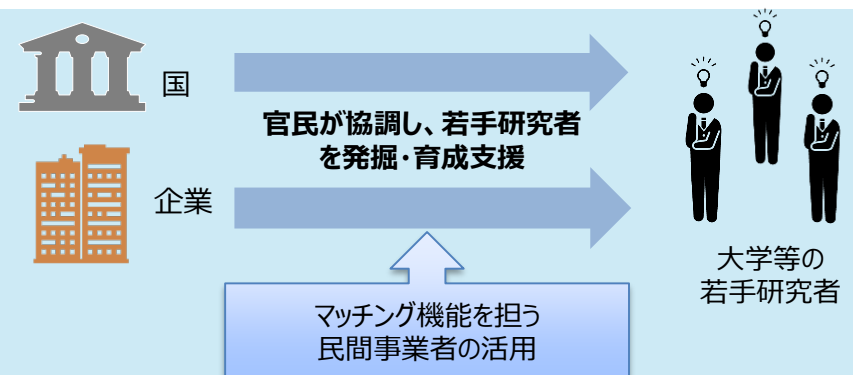 国
官民が協調し、若手研究者
を発掘・育成支援
企業
大学等の
若手研究者
マッチング機能を担う
民間事業者の活用